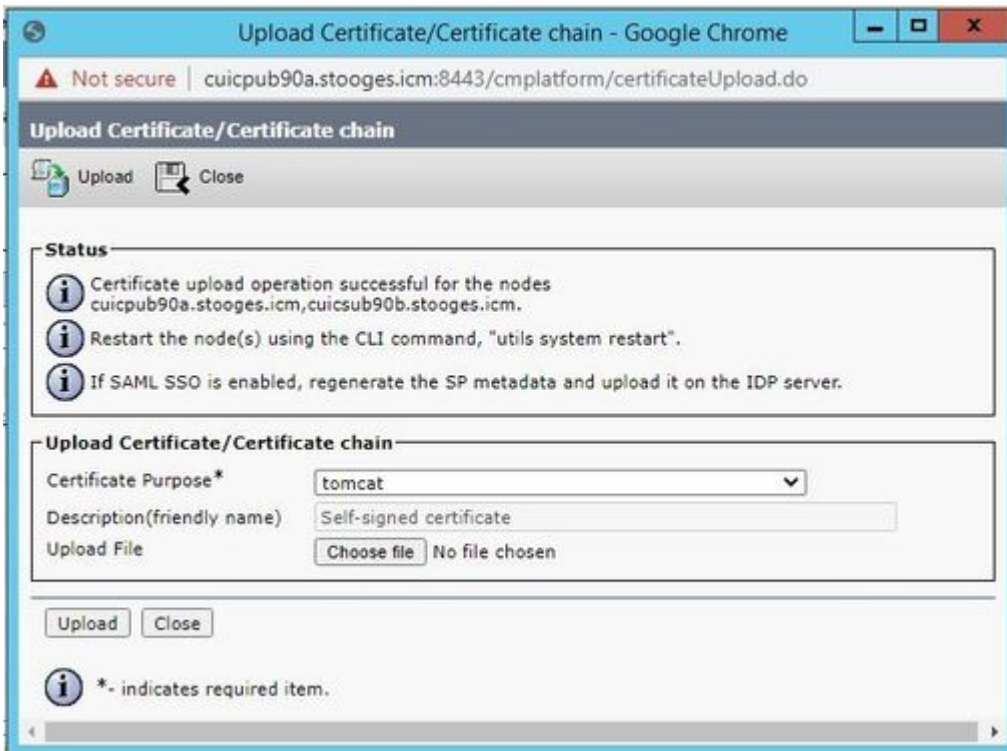 Upload Certificate/Certificate chain - Google Chrome
Not secure | cuicpub90a.stooges.icm:8443/cmplatform/certificateUpload.do
Upload Certificate/Certificate chain
Upload Close
Status
Certificate upload operation successful for the nodes
cuicpub90a.stooges.icm,cuicsub90b.stooges.icm.
Restart the node(s) using the CLI command, "utils system restart".
If SAML SSO is enabled, regenerate the SP metadata and upload it on the IDP server.
Upload Certificate/Certificate chain
Certificate Purpose* tomcat
Description(friendly name) Self-signed certificate
Upload File Choose file No file chosen
Upload Close
*- indicates required item.